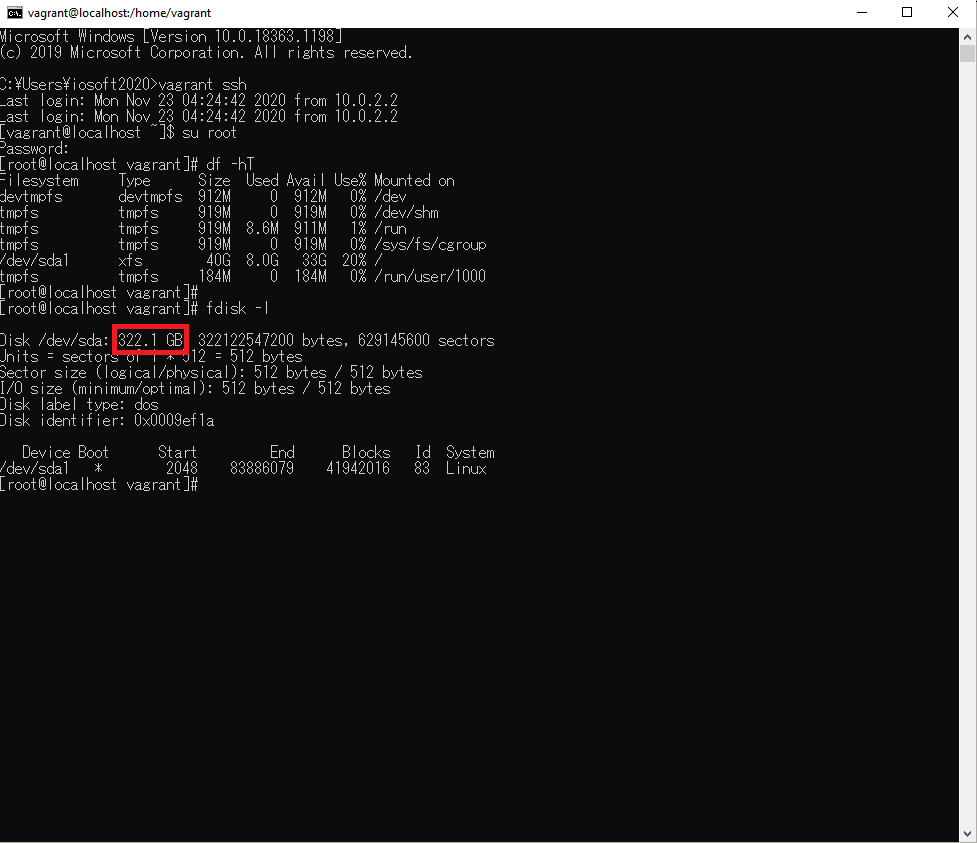 vagrant@localhost:/home/vagrant
Microsoft Windows [Version 10.0.18363.1198]
(c) 2019 Microsoft Corporation. All rights reserved.
C:¥Users¥iosoft2020>vagrant ssh
Last login: Mon Nov 23 04:24:42 2020 from 10.0.2.2
Last login: Mon Nov 23 04:24:42 2020 from 10.0.2.2
[vagrant@localhost ~]$ su root
Password:
[root@localhost vagrant]# df -hT
Filesystem     Type      Size  Used Avail Use% Mounted on
devtmpfs       devtmpfs  912M     0  912M   0% /dev
tmpfs          tmpfs     919M     0  919M   0% /dev/shm
tmpfs          tmpfs     919M  8.6M  911M   1% /run
tmpfs          tmpfs     919M     0  919M   0% /sys/fs/cgroup
/dev/sda1      xfs        40G  8.0G   33G  20% /
tmpfs          tmpfs     184M     0  184M   0% /run/user/1000
[root@localhost vagrant]#
[root@localhost vagrant]# fdisk -l
Disk /dev/sda: 322.1 GB, 322122547200 bytes, 629145600 sectors
Units = sectors of 1 * 512 = 512 bytes
Sector size (logical/physical): 512 bytes / 512 bytes
I/O size (minimum/optimal): 512 bytes / 512 bytes
Disk label type: dos
Disk identifier: 0x0009ef1a
   Device Boot      Start         End      Blocks   Id  System
/dev/sda1   *        2048    83886079    41942016   83  Linux
[root@localhost vagrant]#